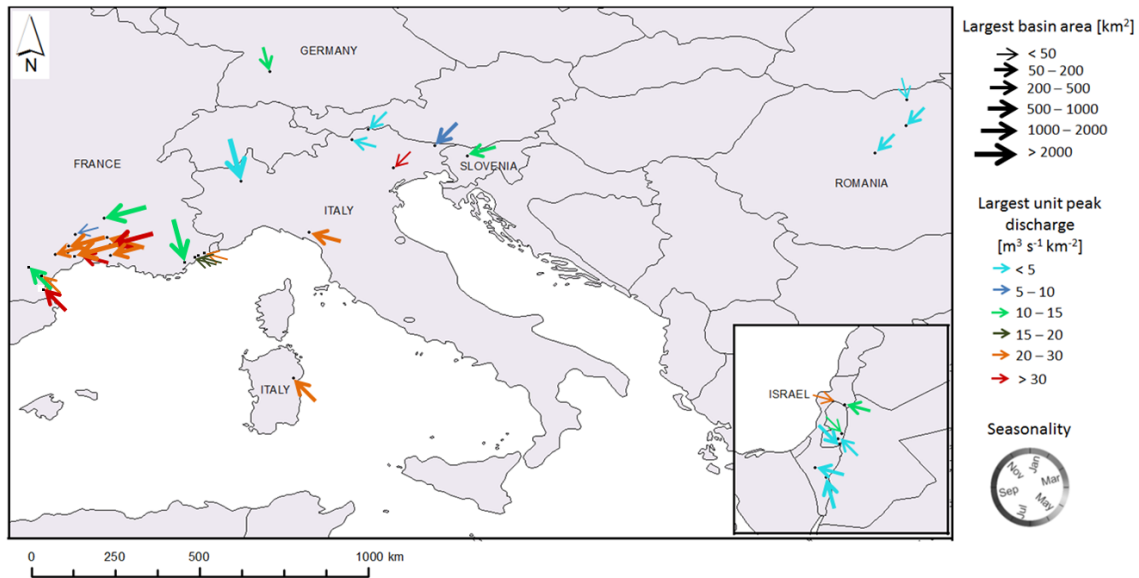 N
GERMANY
FRANCE
SLOVENIA
ITALY
ROMANIA
ITALY
ISRAEL
0 250 500 1000 km
Largest basin area [km2]
< 50
50 – 200
200 – 500
500 – 1000
1000 – 2000
> 2000
Largest unit peak
discharge
[m3 s-1 km-2]
< 5
5 – 10
10 – 15
15 – 20
20 – 30
> 30
Seasonality
Jan
Mar
May
Jul
Sep
Nov